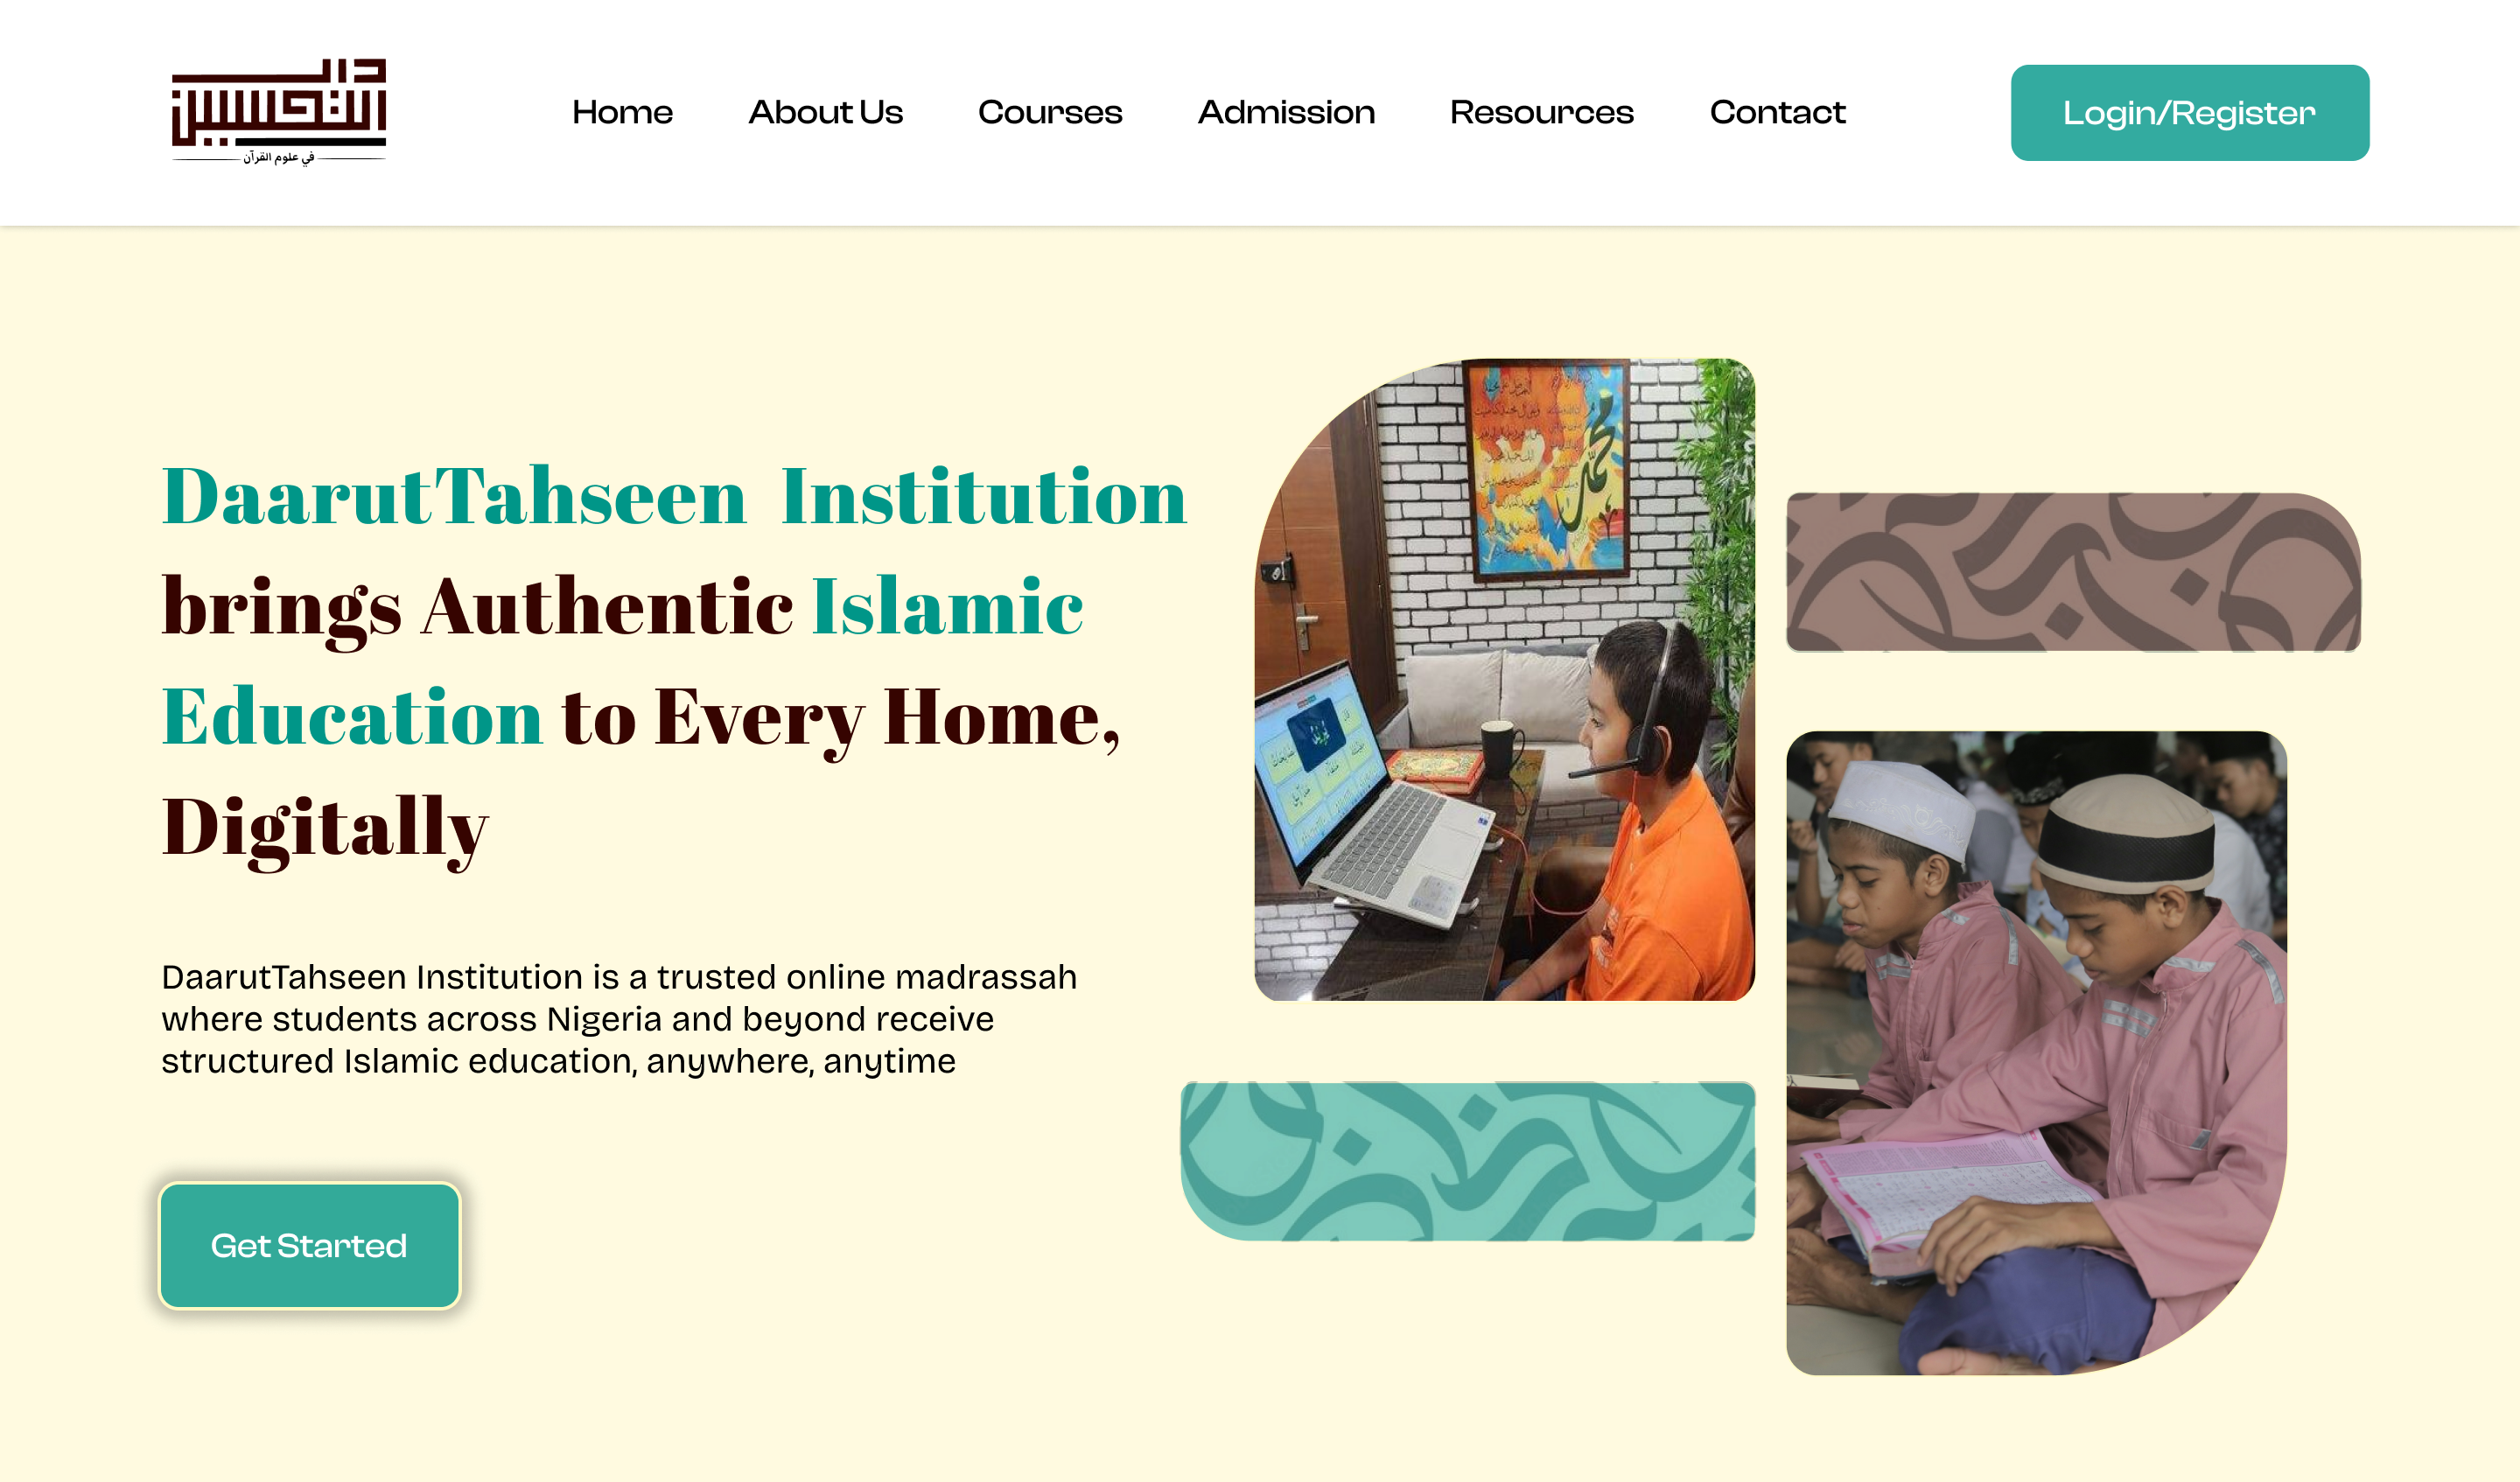 دار
التحسين
في علوم القرآن
Home
About Us
Courses
Admission
Resources
Contact
Login/Register
DaarutTahseen Institution
brings Authentic Islamic
Education to Every Home,
Digitally
DaarutTahseen Institution is a trusted online madrassah
where students across Nigeria and beyond receive
structured Islamic education, anywhere, anytime
Get Started